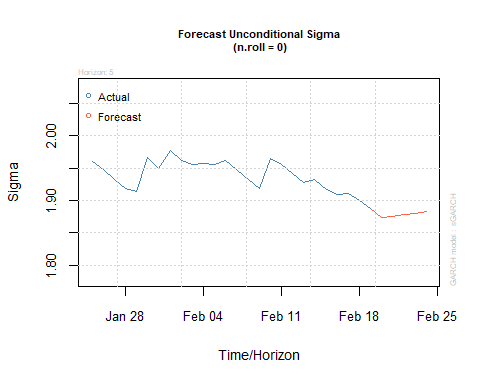 Forecast Unconditional Sigma
(n.roll = 0)
Horizon: 5
Actual
Forecast
2.00
1.90
1.80
Sigma
GARCH model : sGARCH
Jan 28
Feb 04
Feb 11
Feb 18
Feb 25
Time/Horizon